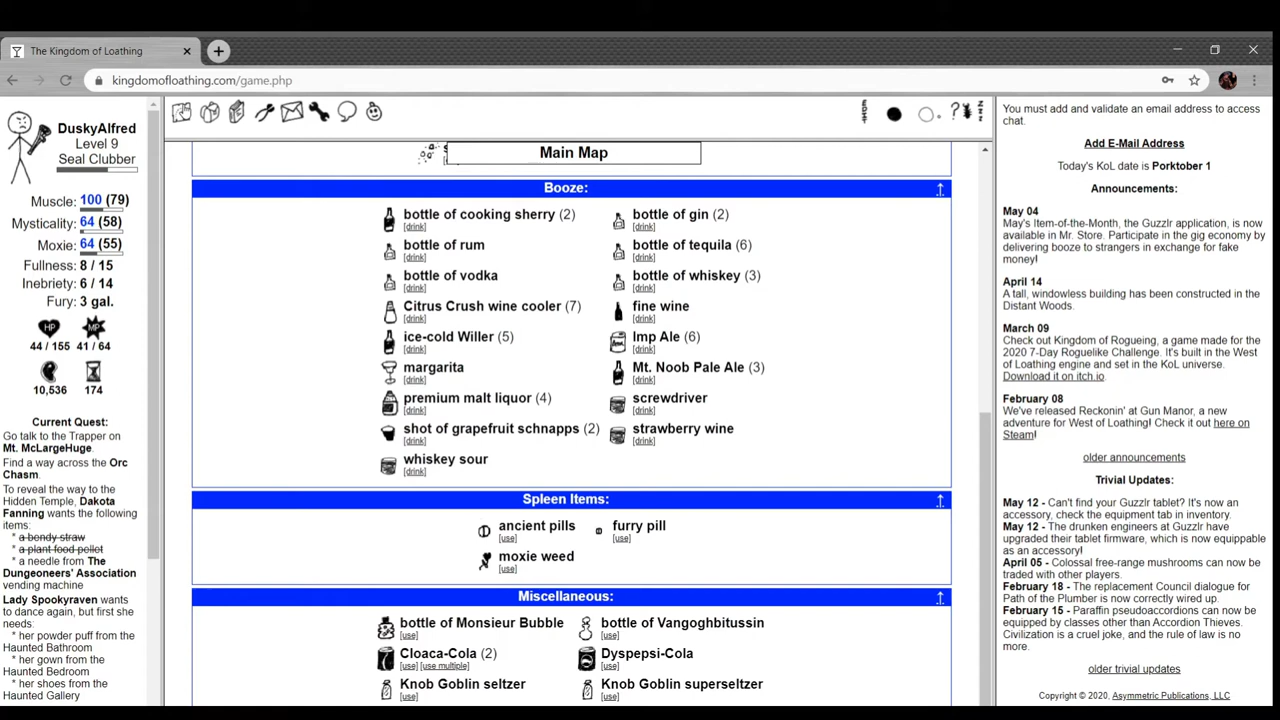 The Kingdom of Loathing
kingdomofloathing.com/game.php
DuskyAlfred
Level 9
Seal Clubber
Muscle: 100 (79)
Mysticality: 64 (58)
Moxie: 64 (55)
Fullness: 8 / 15
Inebriety: 6 / 14
Fury: 3 gal.
HP MP
44 / 155 41 / 64
10,536 174
Current Quest:
Go talk to the Trapper on
Mt. McLargeHuge.
Find a way across the Orc
Chasm.
To reveal the way to the
Hidden Temple, Dakota
Fanning wants the following
items:
* a bendy straw
* a plant food pellet
* a needle from The
Dungeoneers' Association
vending machine
Lady Spookyraven wants
to dance again, but first she
needs:
* her powder puff from the
Haunted Bathroom
* her gown from the
Haunted Bedroom
* her shoes from the
Haunted Gallery
Main Map
Booze:
bottle of cooking sherry (2)
[drink]
bottle of gin (2)
[drink]
bottle of rum
[drink]
bottle of tequila (6)
[drink]
bottle of vodka
[drink]
bottle of whiskey (3)
[drink]
Citrus Crush wine cooler (7)
[drink]
fine wine
[drink]
ice-cold Willer (5)
[drink]
Imp Ale (6)
[drink]
margarita
[drink]
Mt. Noob Pale Ale (3)
[drink]
premium malt liquor (4)
[drink]
screwdriver
[drink]
shot of grapefruit schnapps (2)
[drink]
strawberry wine
[drink]
whiskey sour
[drink]
Spleen Items:
ancient pills
[use]
furry pill
[use]
moxie weed
[use]
Miscellaneous:
bottle of Monsieur Bubble
[use]
bottle of Vangoghbitussin
[use]
Cloaca-Cola (2)
[use] [use multiple]
Dyspepsi-Cola
[use]
Knob Goblin seltzer
[use]
Knob Goblin superseltzer
[use]
You must add and validate an email address to access
chat.
Add E-Mail Address
Today's KoL date is Porktober 1
Announcements:
May 04
May's Item-of-the-Month, the Guzzlr application, is now
available in Mr. Store. Participate in the gig economy by
delivering booze to strangers in exchange for fake
money!
April 14
A tall, windowless building has been constructed in the
Distant Woods.
March 09
Check out Kingdom of Rogueing, a game made for the
2020 7-Day Roguelike Challenge. It's built in the West
of Loathing engine and set in the KoL universe.
Download it on itch.io.
February 08
We've released Reckonin' at Gun Manor, a new
adventure for West of Loathing! Check it out here on
Steam!
older announcements
Trivial Updates:
May 12 - Can't find your Guzzlr tablet? It's now an
accessory, check the equipment tab in inventory.
May 12 - The drunken engineers at Guzzlr have
upgraded their tablet firmware, which is now equippable
as an accessory!
April 05 - Colossal free-range mushrooms can now be
traded with other players.
February 18 - The replacement Council dialogue for
Path of the Plumber is now correctly wired up.
February 15 - Paraffin pseudoaccordions can now be
equipped by classes other than Accordion Thieves.
Civilization is a cruel joke, and the rule of law is no
more.
older trivial updates
Copyright © 2020, Asymmetric Publications, LLC